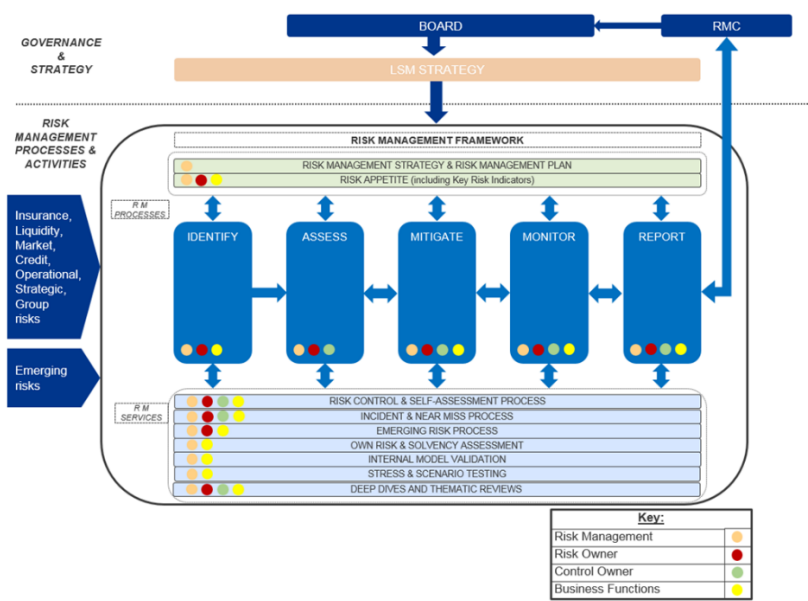 GOVERNANCE
&
STRATEGY
BOARD
RMC
LSM STRATEGY
RISK
MANAGEMENT
PROCESSES &
ACTIVITIES
RISK MANAGEMENT FRAMEWORK
RISK MANAGEMENT STRATEGY & RISK MANAGEMENT PLAN
RISK APPETITE (including Key Risk Indicators)
R M
PROCESSES
Insurance,
Liquidity,
Market,
Credit,
Operational,
Strategic,
Group
risks
IDENTIFY
ASSESS
MITIGATE
MONITOR
REPORT
Emerging
risks
R M
SERVICES
RISK CONTROL & SELF-ASSESSMENT PROCESS
INCIDENT & NEAR MISS PROCESS
EMERGING RISK PROCESS
OWN RISK & SOLVENCY ASSESSMENT
INTERNAL MODEL VALIDATION
STRESS & SCENARIO TESTING
DEEP DIVES AND THEMATIC REVIEWS
Key:
Risk Management
Risk Owner
Control Owner
Business Functions